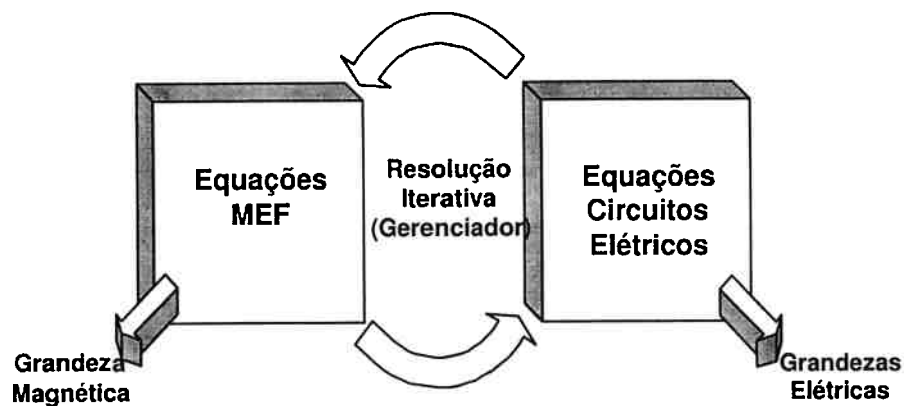 Equações
MEF
Resolução
Iterativa
(Gerenciador)
Equações
Circuitos
Elétricos
Grandeza
Magnética
Grandezas
Elétricas